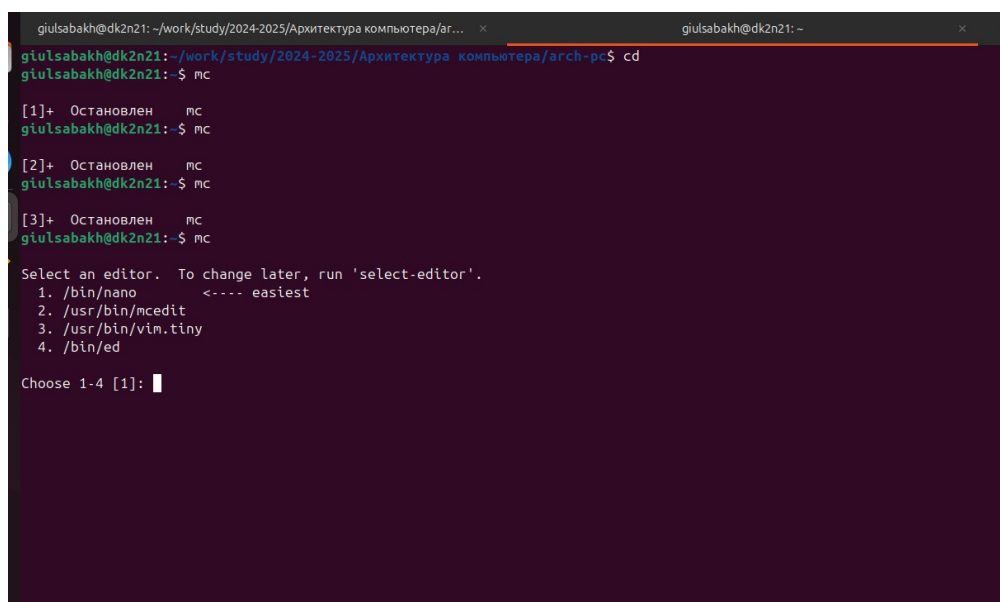 giulsabakh@dk2n21: ~/work/study/2024-2025/Архитектура компьютера/ar... ×
giulsabakh@dk2n21: ~ ×
giulsabakh@dk2n21:~/work/study/2024-2025/Архитектура компьютера/arch-pc$ cd
giulsabakh@dk2n21:~$ mc
[1]+  Остановлен    mc
giulsabakh@dk2n21:~$ mc
[2]+  Остановлен    mc
giulsabakh@dk2n21:~$ mc
[3]+  Остановлен    mc
giulsabakh@dk2n21:~$ mc
Select an editor.  To change later, run 'select-editor'.
  1. /bin/nano        <---- easiest
  2. /usr/bin/mcedit
  3. /usr/bin/vim.tiny
  4. /bin/ed
Choose 1-4 [1]: